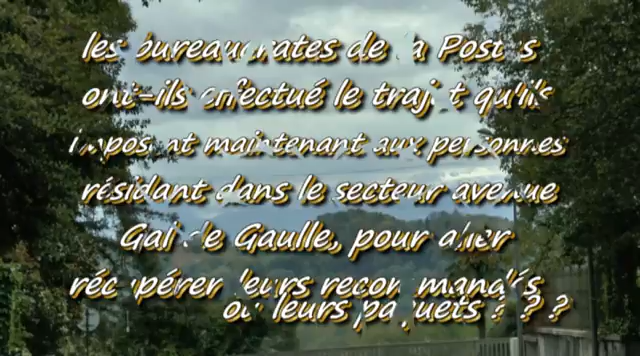 les bureaucrates de la Postes
ont-ils effectué le trajet qu'ils
imposent maintenant aux personnes
résidant dans le secteur avenue
Gal de Gaulle, pour aller
récupérer leurs recommandés
ou leurs paquets ? ? ?